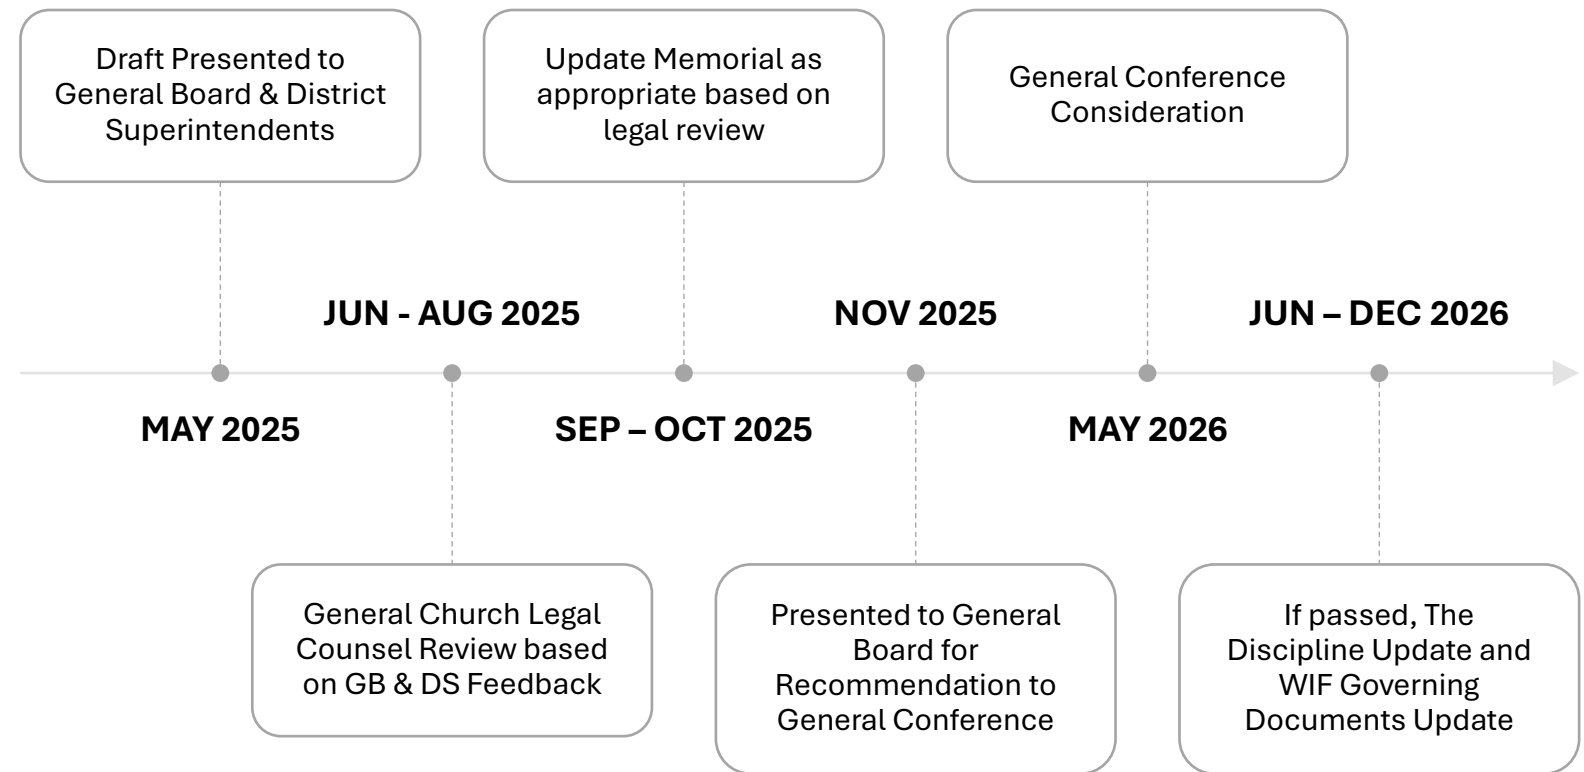 Draft Presented to
General Board & District
Superintendents
Update Memorial as
appropriate based on
legal review
General Conference
Consideration
JUN - AUG 2025
NOV 2025
JUN – DEC 2026
MAY 2025
SEP – OCT 2025
MAY 2026
General Church Legal
Counsel Review based
on GB & DS Feedback
Presented to General
Board for
Recommendation to
General Conference
If passed, The
Discipline Update and
WIF Governing
Documents Update